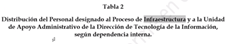 Tabla 2
Distribución del Personal designado al Proceso de Infraestructura y a la Unidad
de Apoyo Administrativo de la Dirección de Tecnología de la Información,
según dependencia interna.